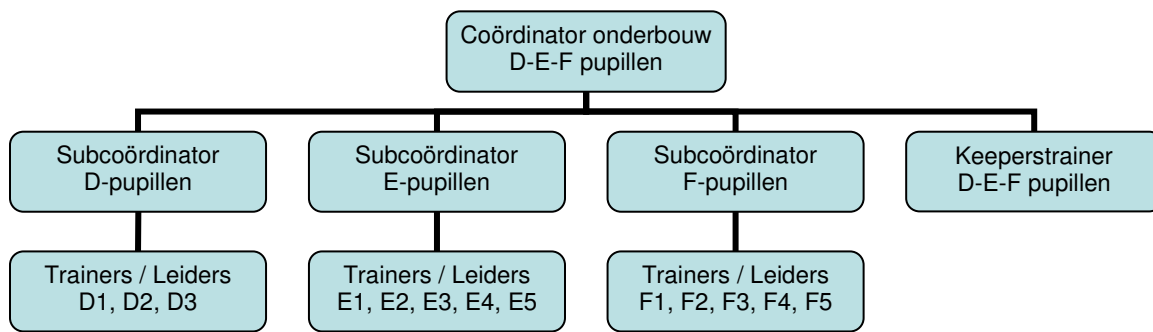 Coördinator onderbouw
D-E-F pupillen
Subcoördinator
D-pupillen
Subcoördinator
E-pupillen
Subcoördinator
F-pupillen
Keeperstrainer
D-E-F pupillen
Trainers / Leiders
D1, D2, D3
Trainers / Leiders
E1, E2, E3, E4, E5
Trainers / Leiders
F1, F2, F3, F4, F5